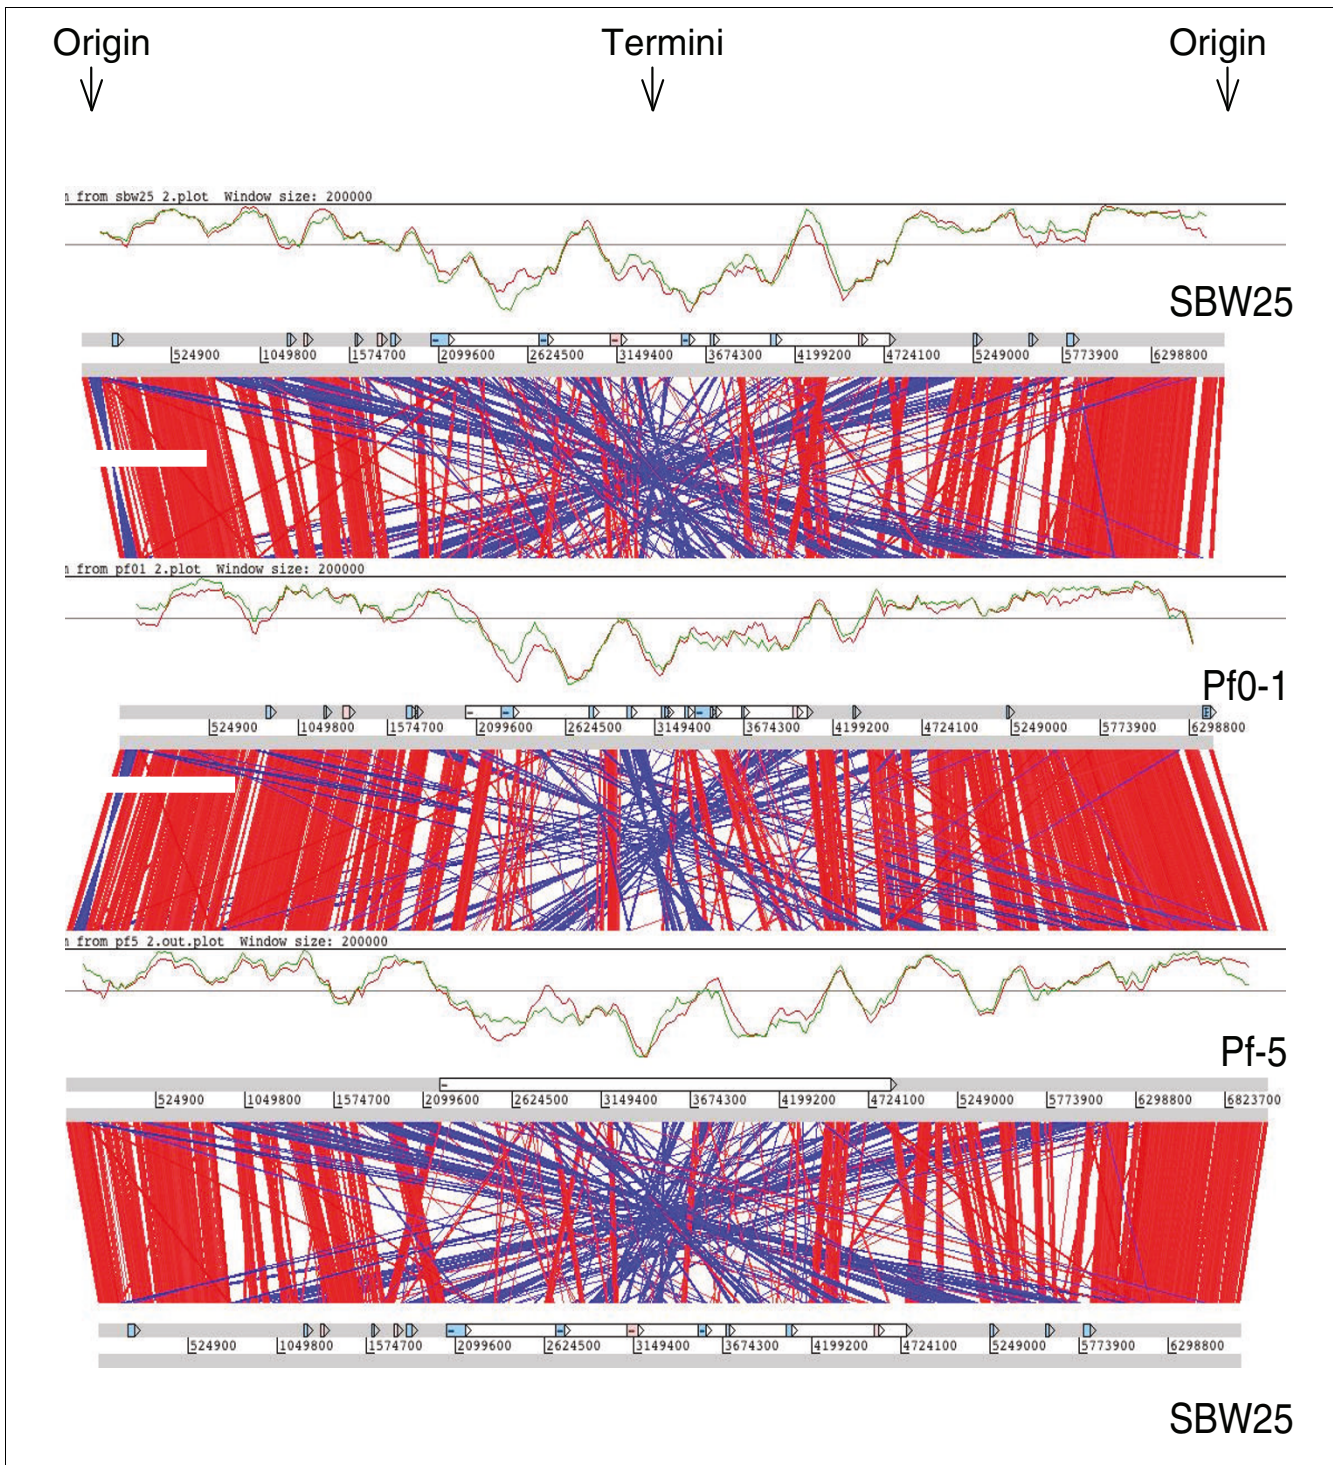 Origin Termini Origin
n from sbw25 2.plot Window size: 200000
SBW25
524900 1049800 1574700 2099600 2624500 3149400 3674300 4199200 4724100 5249000 5773900 6298800
n from pf01 2.plot Window size: 200000
Pf0-1
524900 1049800 1574700 2099600 2624500 3149400 3674300 4199200 4724100 5249000 5773900 6298800
n from pf5 2.out.plot Window size: 200000
Pf-5
524900 1049800 1574700 2099600 2624500 3149400 3674300 4199200 4724100 5249000 5773900 6298800 6823700
524900 1049800 1574700 2099600 2624500 3149400 3674300 4199200 4724100 5249000 5773900 6298800
SBW25